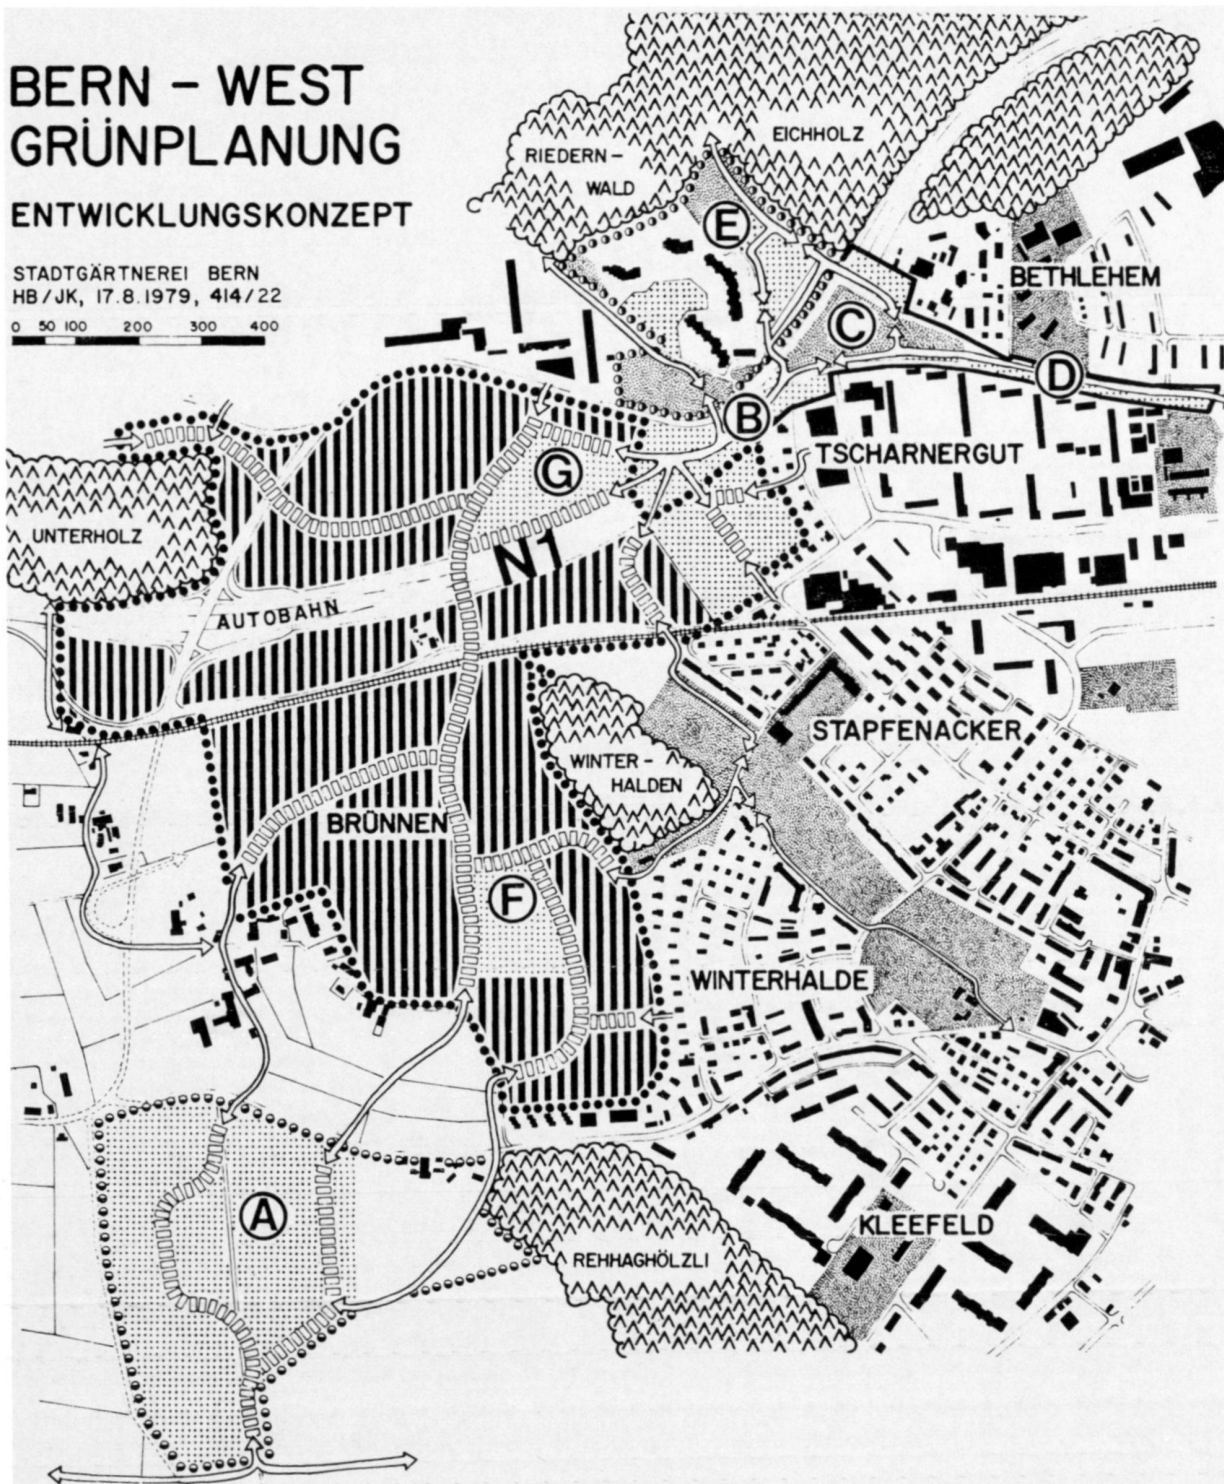 BERN – WEST
GRÜNPLANUNG
ENTWICKLUNGSKONZEPT
STADTGÄRTNEREI BERN
HB/JK, 17.8.1979, 414/22
0 50 100 200 300 400
EICHHOLZ
RIEDERN –
WALD
E
BETHLEHEM
C
D
B
TSCHARNERGUT
G
UNTERHOLZ
N1
AUTOBAHN
STAPFENACKER
WINTER –
HALDEN
BRÜNNEN
F
WINTERHALDE
A
KLEEFELD
REHHAGHÖLZLI